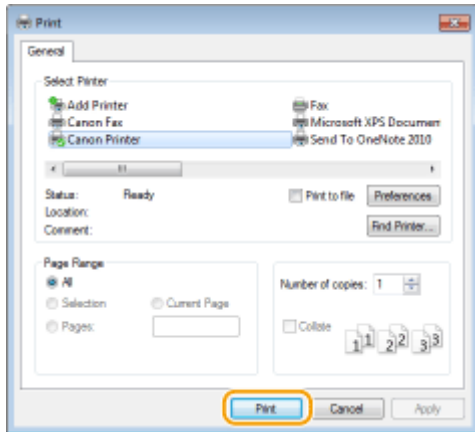 Print
General
Select Printer
Add Printer
Fax
Canon Fax
Microsoft XPS Documen
Canon Printer
Send To OneNote 2010
Status: Ready
Print to file
Preferences
Location:
Comment:
Find Printer...
Page Range
All
Number of copies: 1
Selection
Current Page
Pages:
Collate
1 1 2 2 3 3
Print
Cancel
Apply